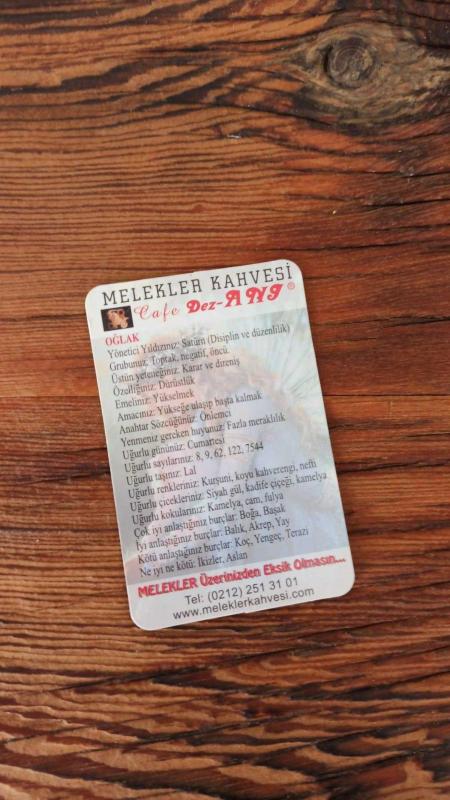 MELEKLER KAHVESİ
Cafe Dez-ANJ ®
OĞLAK
Yönetici Yıldızınız: Satürn (Disiplin ve düzenlilik)
Grubunuz: Toptak, negatif, öncü.
Üstün yeteneğiniz: Karar ve direniş
Özelliğiniz: Dürüstlük
Emeliniz: Yükselmek
Amacınız: Yükseğe ulaşıp başta kalmak
Anahtar Sözcüğünüz: Önlemci
Yenmeniz gereken huyunuz: Fazla meraklılık
Uğurlu gününüz: Cumartesi
Uğurlu sayılarınız: 8, 9, 62, 122, 7544
Uğurlu taşınız: Lal
Uğurlu renkleriniz: Kurşuni, koyu kahverengi, nefti
Uğurlu çiçekleriniz: Siyah gül, kadife çiçeği, kamelya
Uğurlu kokularınız: Kamelya, cam, fulya
Çok iyi anlaştığınız burçlar: Boğa, Başak
İyi anlaştığınız burçlar: Balık, Akrep, Yay
Kötü anlaştığınız burçlar: Koç, Yengeç, Terazi
Ne iyi ne kötü: İkizler, Aslan
MELEKLER Üzerinizden Eksik Olmasın...
Tel: (0212) 251 31 01
www.meleklerkahvesi.com